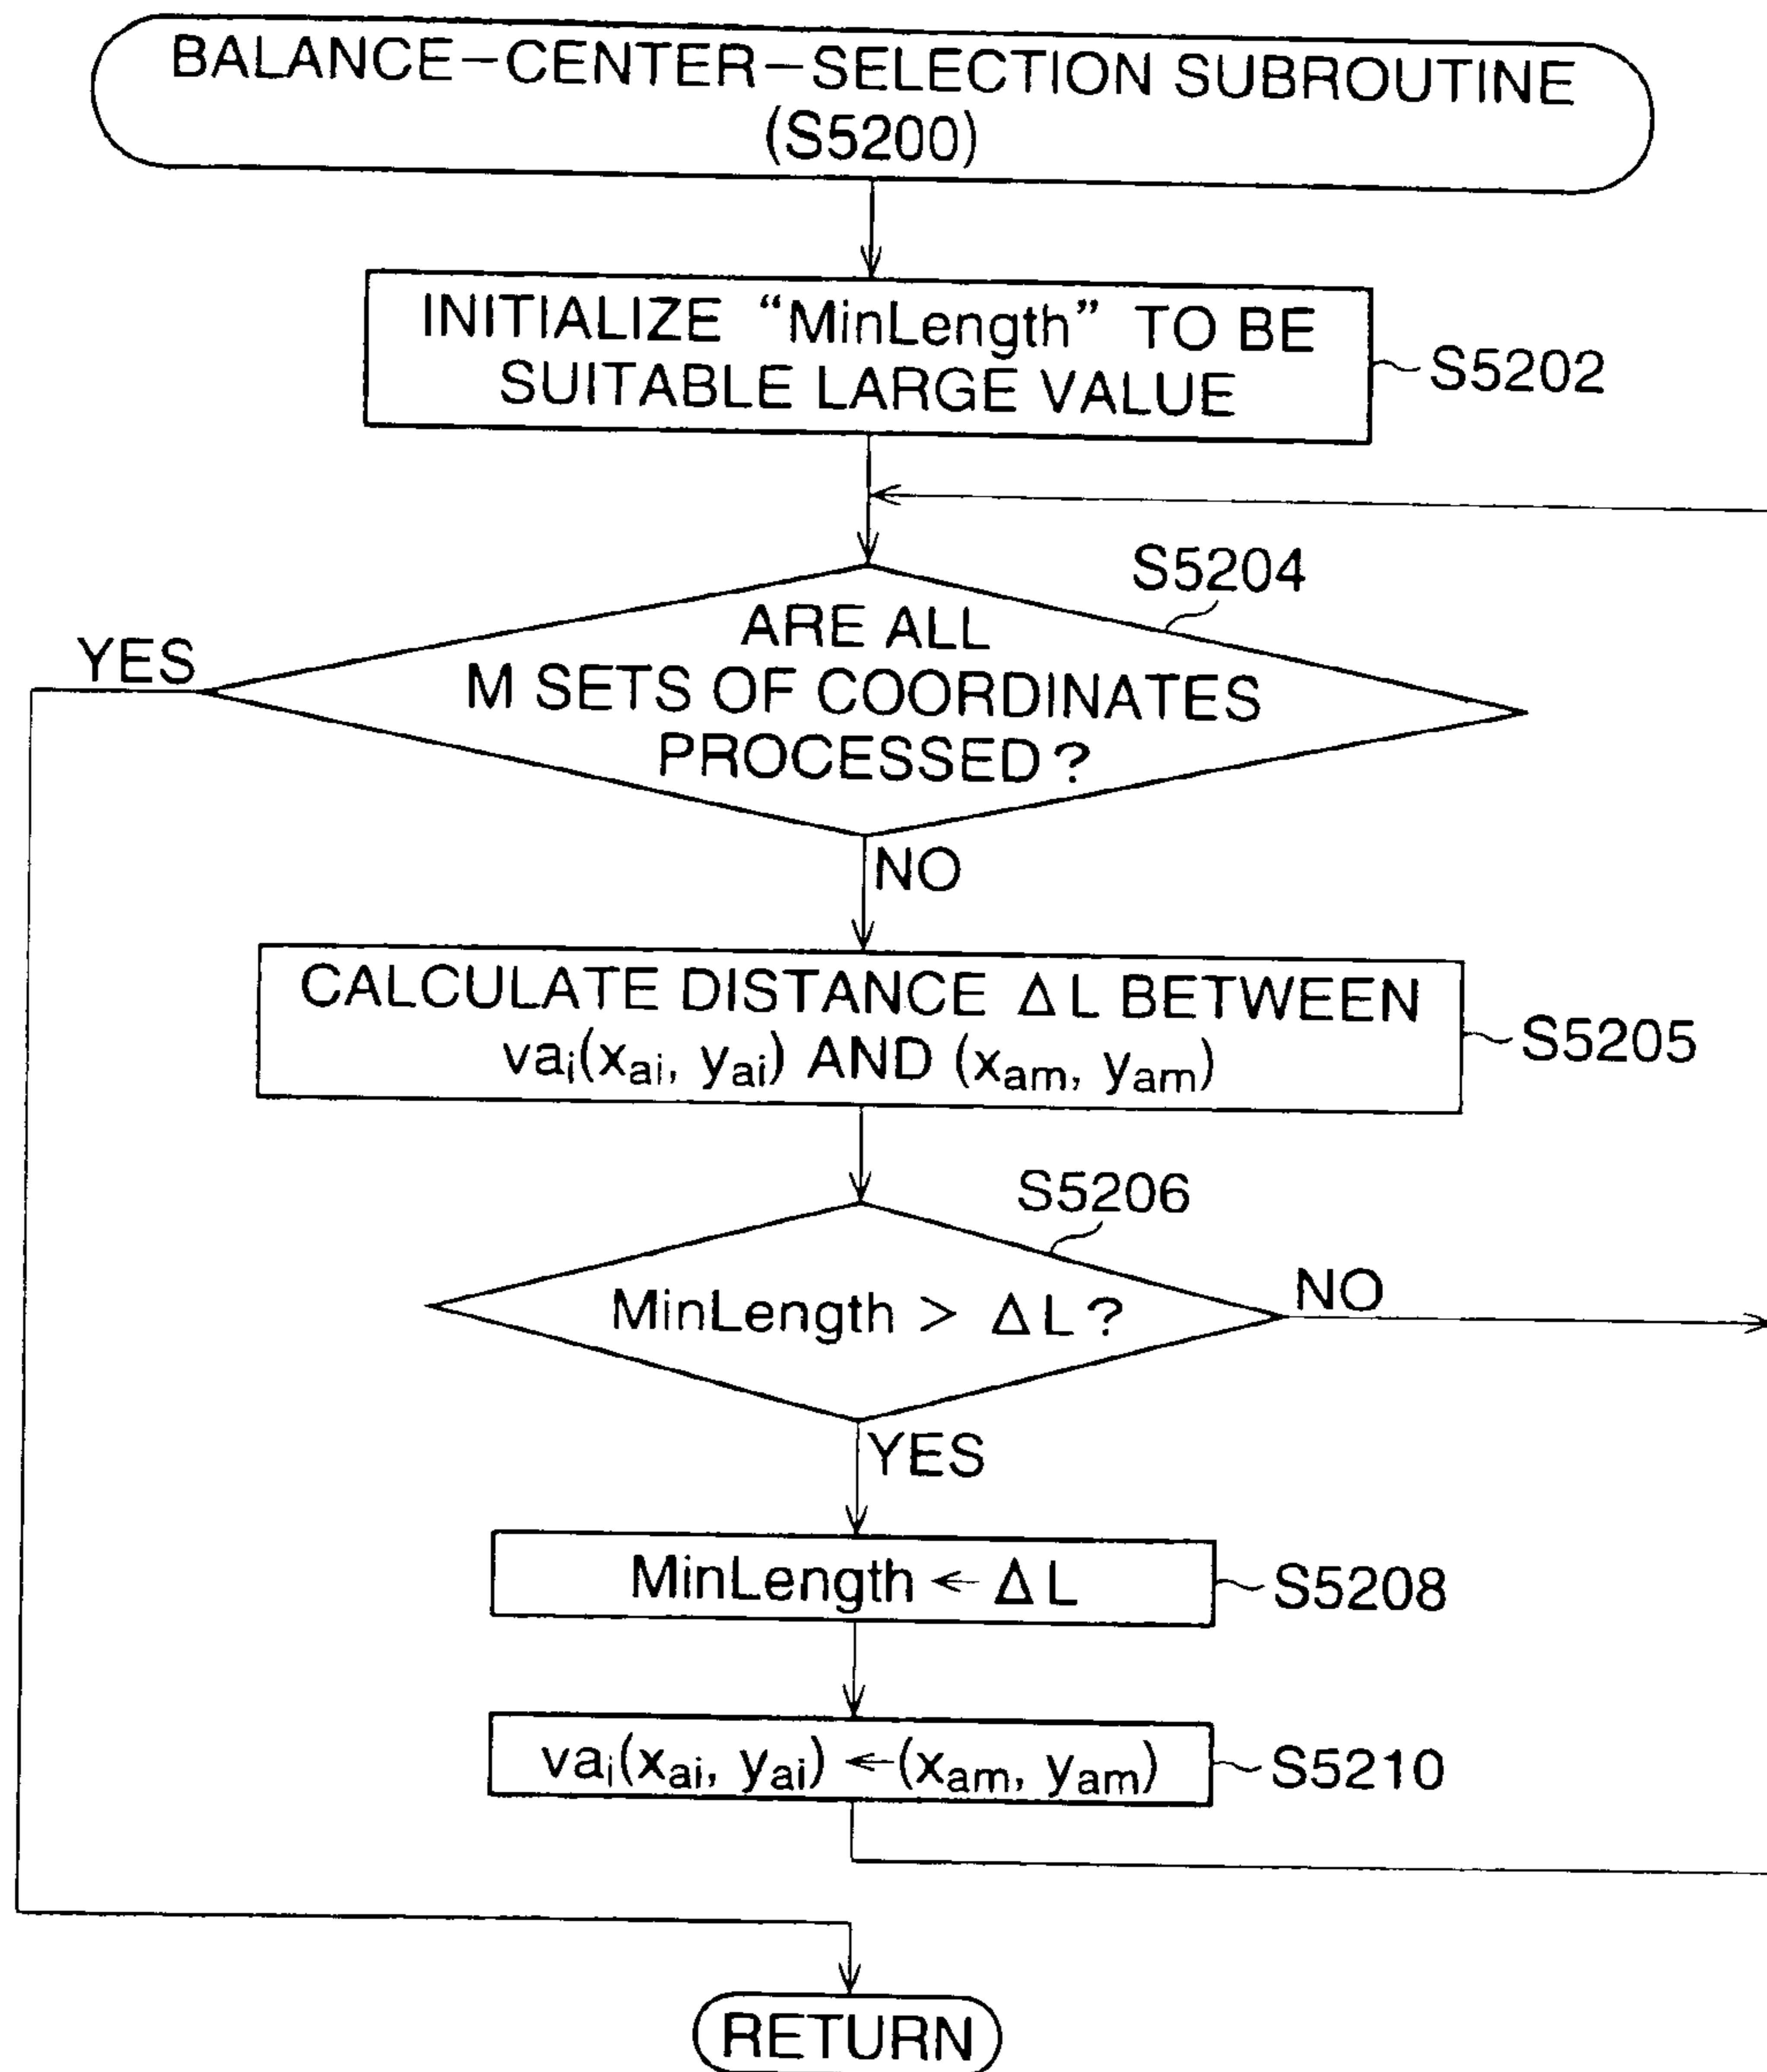 BALANCE-CENTER-SELECTION SUBROUTINE
(S5200)
INITIALIZE “MinLength” TO BE
SUITABLE LARGE VALUE
S5202
S5204
ARE ALL
M SETS OF COORDINATES
PROCESSED?
YES
NO
CALCULATE DISTANCE ΔL BETWEEN
vai(xai, yai) AND (xam, yam)
S5205
S5206
MinLength > ΔL?
NO
YES
MinLength ← ΔL
S5208
vai(xai, yai) ←(xam, yam)
S5210
RETURN